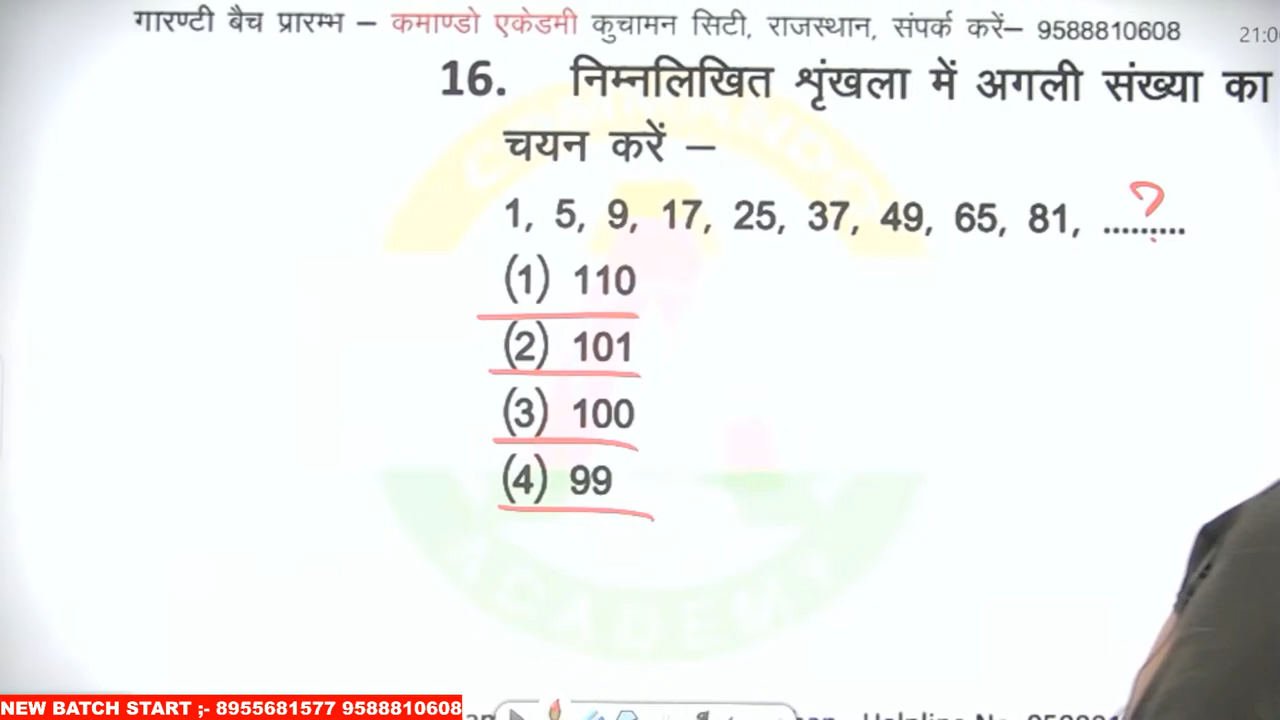 गारण्टी बैच प्रारम्भ – कमाण्डो एकेडमी कुचामन सिटी, राजस्थान, संपर्क करें– 9588810608
16. निम्नलिखित श्रृंखला में अगली संख्या का
चयन करें –
1, 5, 9, 17, 25, 37, 49, 65, 81, .........
?
(1) 110
(2) 101
(3) 100
(4) 99
ACADEMY
NEW BATCH START ;- 8955681577 9588810608